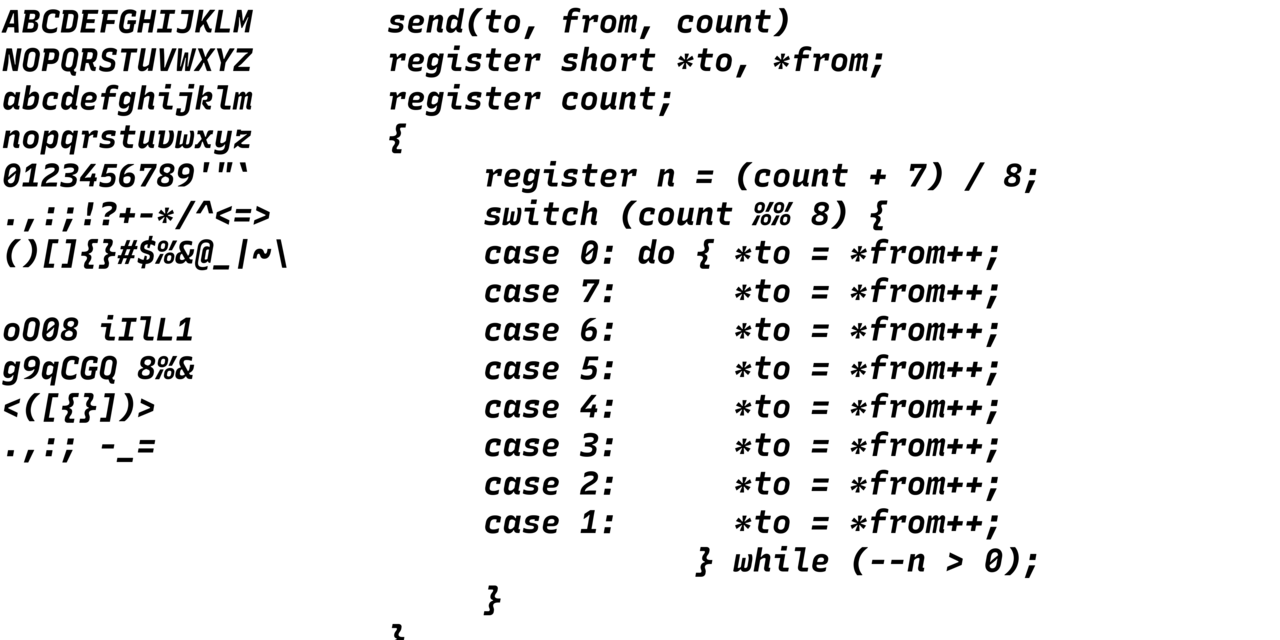 ABCDEFGHIJKLM
NOPQRSTUVWXYZ
abcdefghijklm
nopqrstuvwxyz
0123456789'"`
.,:;!?+-*/^<=>
()[]{}#$%&@_|~\
oO08 iIlL1
g9qCGQ 8%&
<([{}])>
.,:; -_=
send(to, from, count)
register short *to, *from;
register count;
{
     register n = (count + 7) / 8;
     switch (count %% 8) {
     case 0: do { *to = *from++;
     case 7:      *to = *from++;
     case 6:      *to = *from++;
     case 5:      *to = *from++;
     case 4:      *to = *from++;
     case 3:      *to = *from++;
     case 2:      *to = *from++;
     case 1:      *to = *from++;
                } while (--n > 0);
     }
}